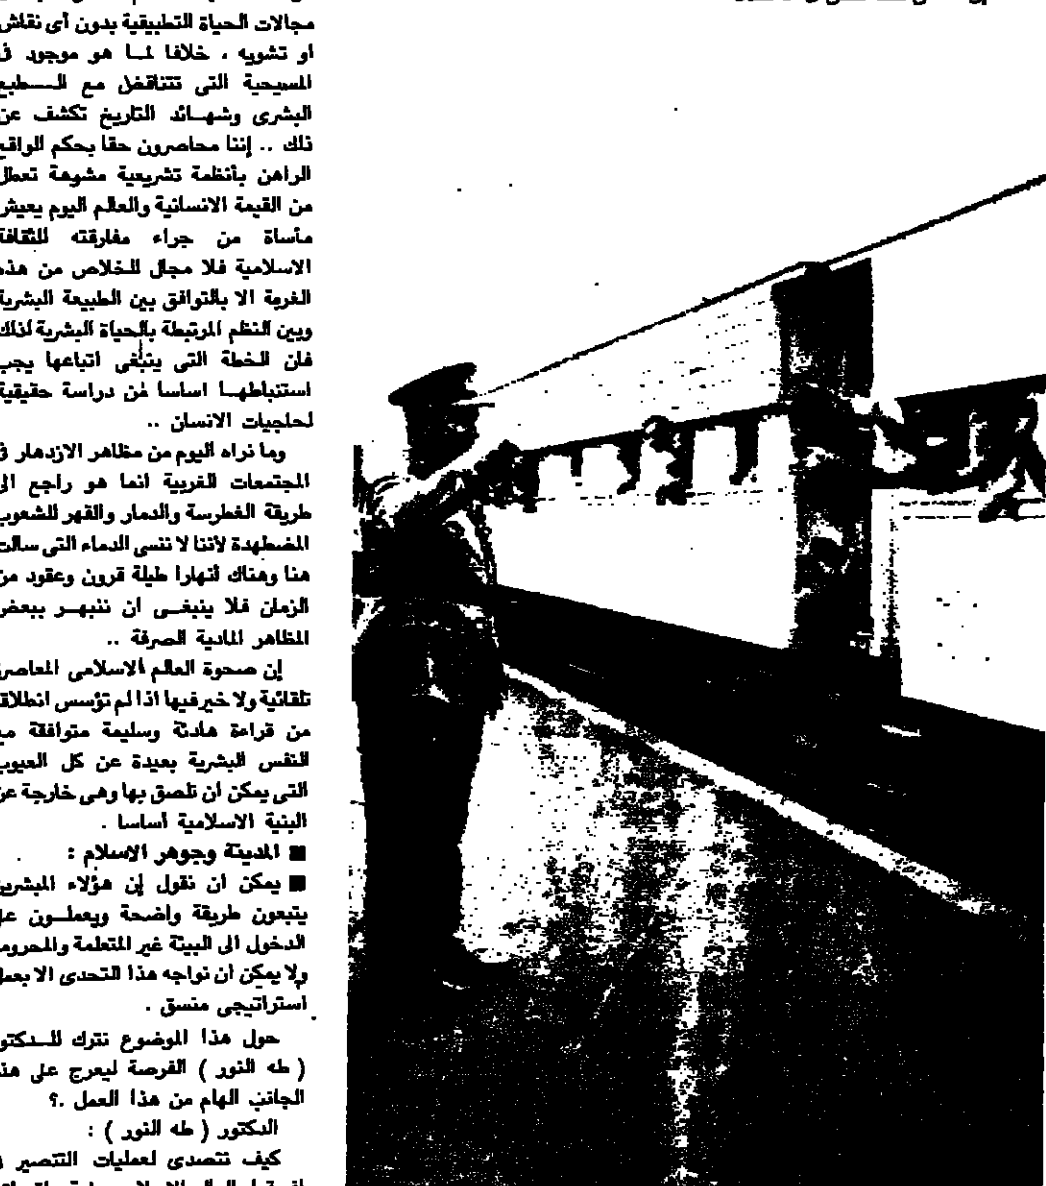 مجالات الحياة التطبيقية بدون أى نقاش
او تشويه ، خلافا لما هو موجود فى
المسيحية التى تتناقض مع الطبع
البشرى وشهائد التاريخ تكشف عن
ذلك .. إننا محاصرون حقا بحكم الواقع
الراهن بأنظمة تشريعية مشوهة تعطل
من القيمة الانسانية والعالم اليوم يعيش
مأساة من جراء مفارقته للثقافة
الاسلامية فلا مجال للخلاص من هذه
الغربة الا بالتوافق بين الطبيعة البشرية
وبين النظم المرتبطة بالحياة البشرية لذلك
فان الخطة التى ينبغى اتباعها يجب
استنباطها اساسا من دراسة حقيقية
لحاجيات الانسان ..
وما نراه اليوم من مظاهر الازدهار فى
المجتمعات الغربية انما هو راجع الى
طريقة الغطرسة والدمار والقهر للشعوب
المضطهدة لأننا لا ننسى الدماء التى سالت
هنا وهناك أنهارا طيلة قرون وعقود من
الزمان فلا ينبغى ان ننبهر ببعض
المظاهر المادية الصرفة ..
إن صحوة العالم الاسلامى المعاصرة
تلقائية ولا خير فيها اذا لم تؤسس انطلاقا
من قراءة هادئة وسليمة متوافقة مع
النفس البشرية بعيدة عن كل العيوب
التى يمكن ان تلصق بها وهى خارجة عن
البنية الاسلامية أساسا .
■ المدينة وجوهر الاسلام :
■ يمكن ان نقول إن هؤلاء المبشرين
يتبعون طريقة واضحة ويعملون على
الدخول الى البيئة غير المتعلمة والمحرومة
ولا يمكن ان نواجه هذا التحدى الا بعمل
استراتيجى منسق .
حول هذا الموضوع نترك للدكتور
( طه النور ) الفرصة ليعرج على هذا
الجانب الهام من هذا العمل .؟
الدكتور ( طه النور ) :
كيف نتصدى لعمليات التنصير فى